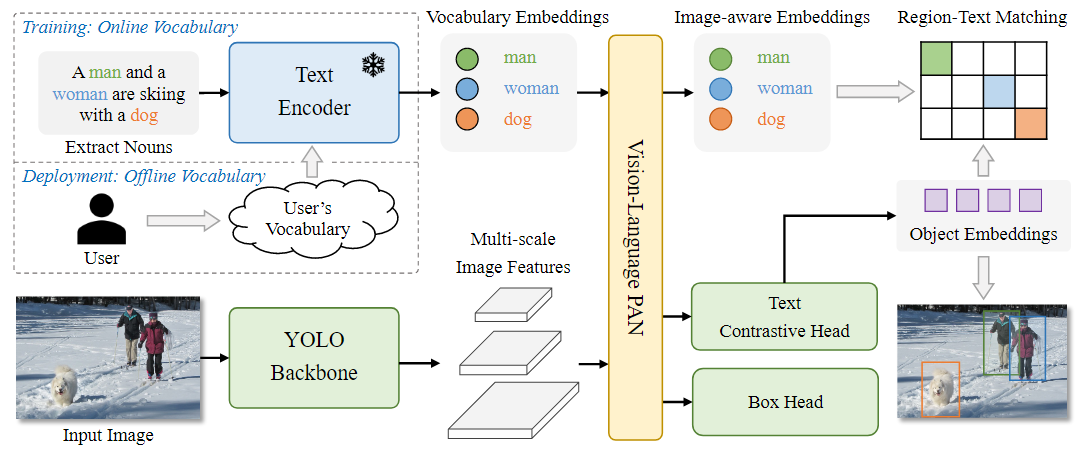 Training: Online Vocabulary
A man and a
woman are skiing
with a dog
Extract Nouns
Text
Encoder
Deployment: Offline Vocabulary
User
User's
Vocabulary
Vocabulary Embeddings
man
woman
dog
Image-aware Embeddings
man
woman
dog
Region-Text Matching
Object Embeddings
Vision-Language PAN
Input Image
YOLO
Backbone
Multi-scale
Image Features
Text
Contrastive Head
Box Head